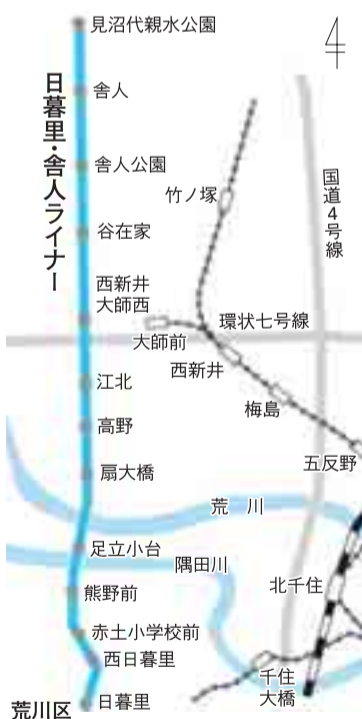 見沼代親水公園
舎人
日暮里・舎人ライナー
舎人公園
竹ノ塚
国道4号線
谷在家
西新井
大師西
環状七号線
大師前
西新井
江北
梅島
高野
五反野
扇大橋
荒　川
足立小台
隅田川
北千住
熊野前
赤土小学校前
西日暮里
千住
大橋
日暮里
荒川区
4